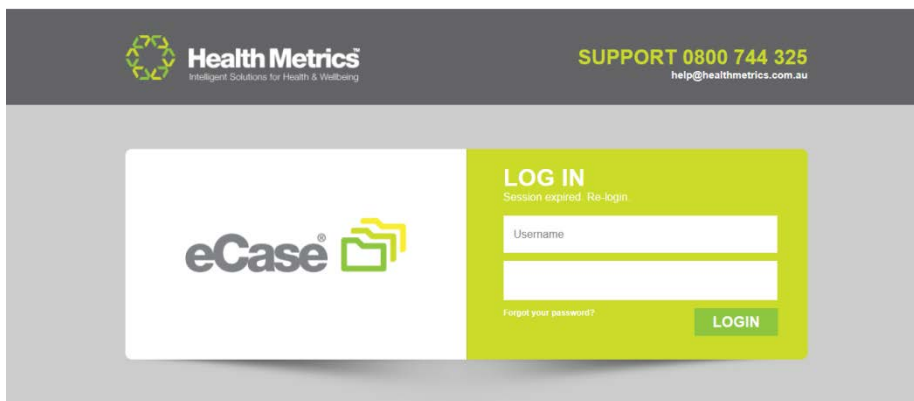 Health Metrics™
Intelligent Solutions for Health & Wellbeing
SUPPORT 0800 744 325
help@healthmetrics.com.au
eCase®
LOG IN
Session expired. Re-login.
Username
Forgot your password?
LOGIN